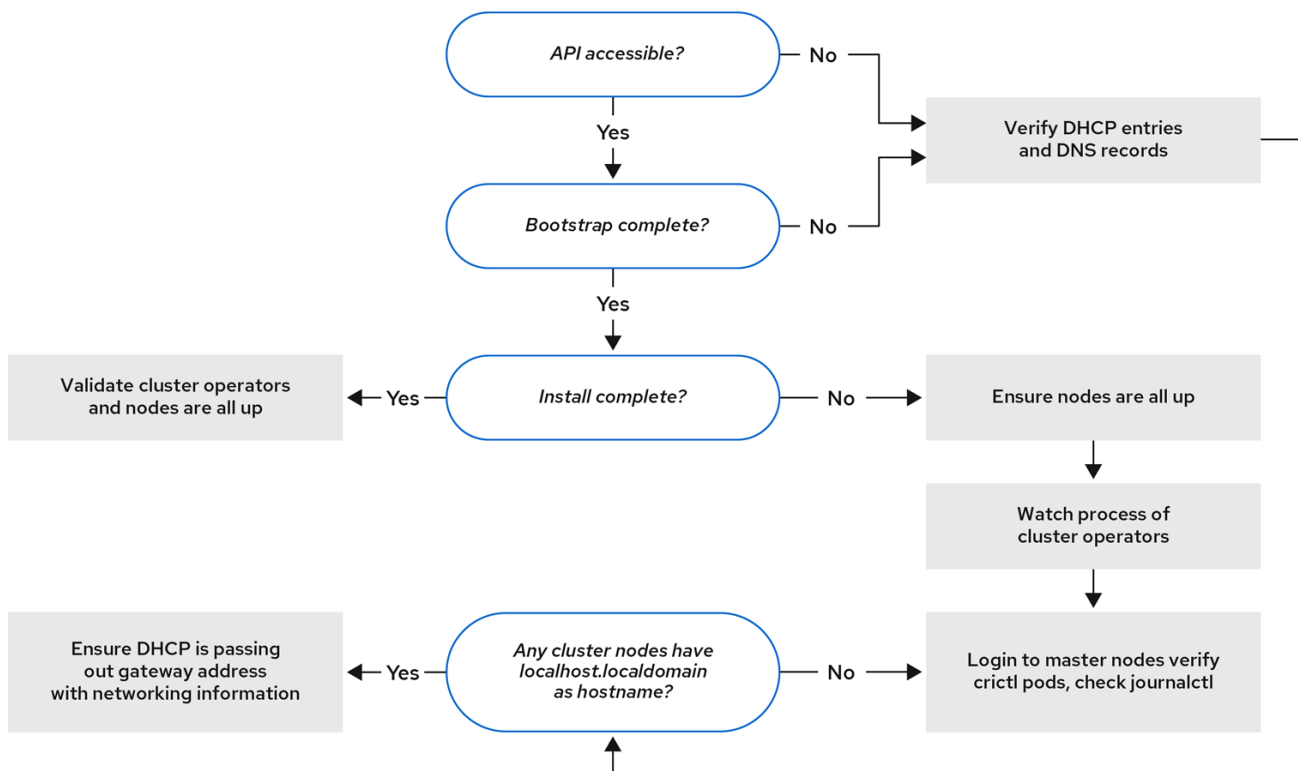 API accessible?
No
Verify DHCP entries
and DNS records
Yes
Bootstrap complete?
No
Yes
Validate cluster operators
and nodes are all up
Yes
Install complete?
No
Ensure nodes are all up
Watch process of
cluster operators
Ensure DHCP is passing
out gateway address
with networking information
Yes
Any cluster nodes have
localhost.localdomain
as hostname?
No
Login to master nodes verify
crictl pods, check journalctl